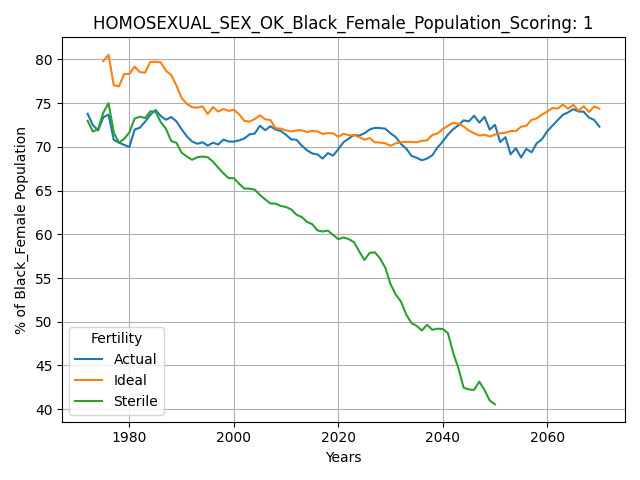 HOMOSEXUAL_SEX_OK_Black_Female_Population_Scoring: 1
% of Black_Female Population
80
75
70
65
60
55
50
45
40
Fertility
Actual
Ideal
Sterile
1980
2000
2020
2040
2060
Years